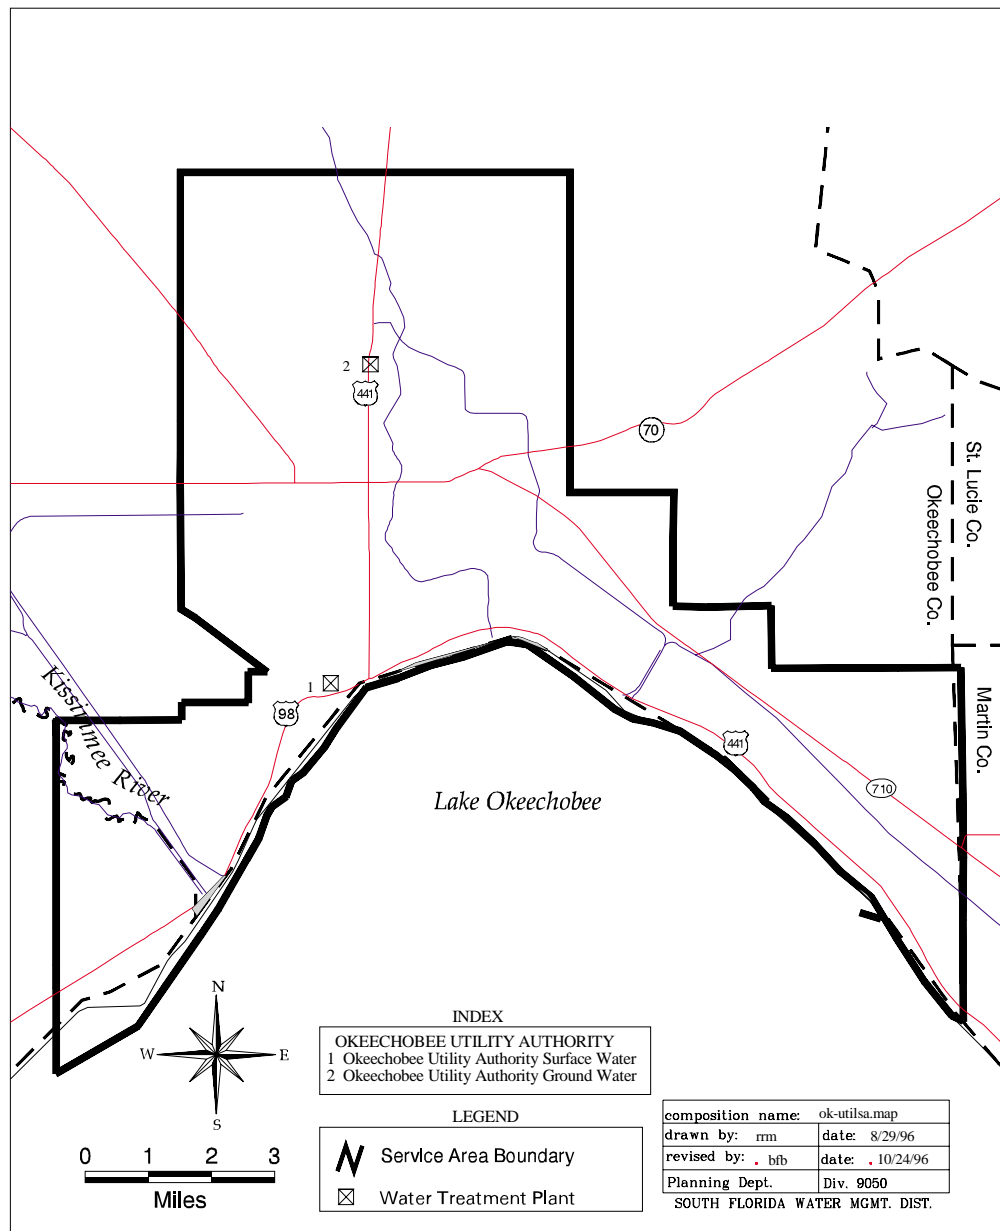 2
441
70
St. Lucie Co.
Okeechobee Co.
Kissimmee River
1
98
441
Martin Co.
710
Lake Okeechobee
N
W E
S
0 1 2 3
Miles
INDEX
OKEECHOBEE UTILITY AUTHORITY
1 Okeechobee Utility Authority Surface Water
2 Okeechobee Utility Authority Ground Water
LEGEND
Service Area Boundary
Water Treatment Plant
composition name: ok-utilsa.map
drawn by: rrm date: 8/29/96
revised by: . bfb date: . 10/24/96
Planning Dept. Div. 9050
SOUTH FLORIDA WATER MGMT. DIST.